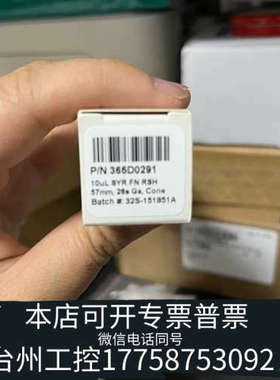 P/N 365D0291
10uL SYR FN RSH
57mm, 26s Ga, Cone
Batch #: 32S-151851A
本店可开专票普票
微信电话同号
台州工控17758753092